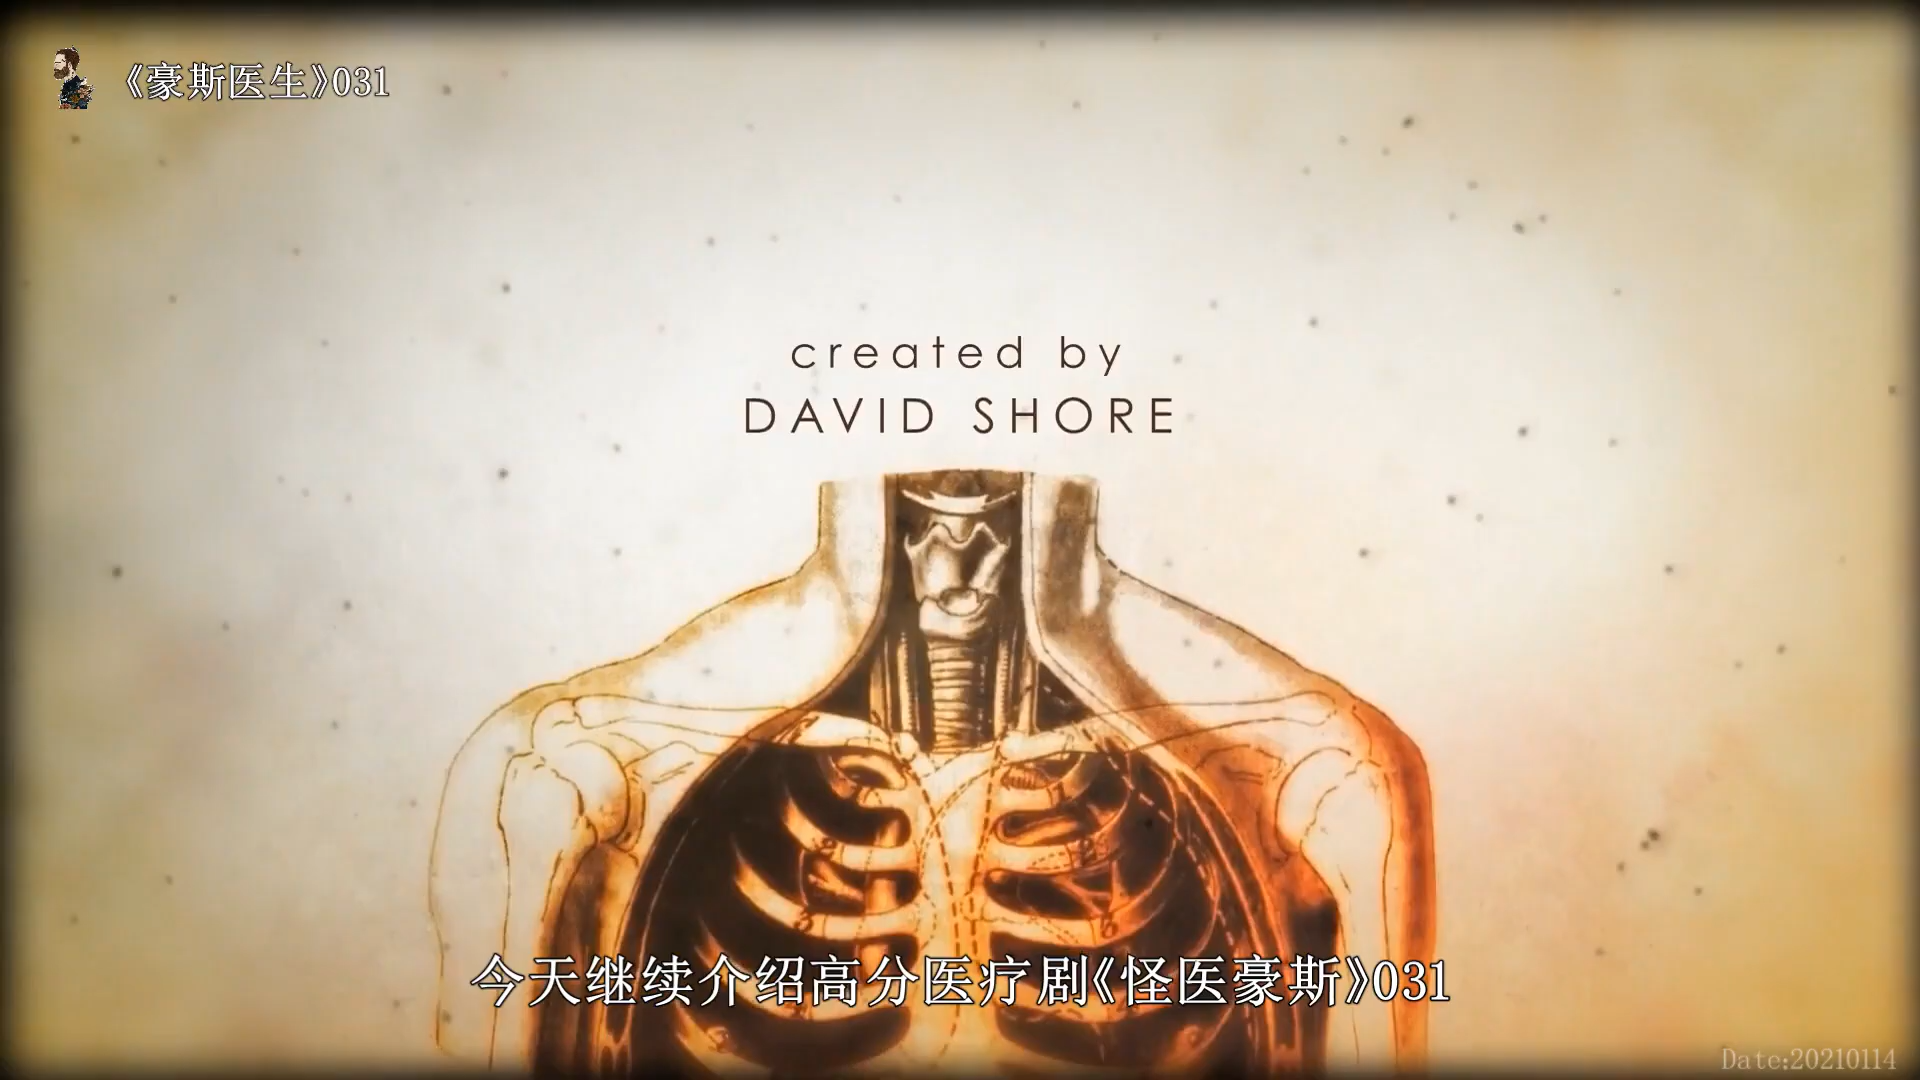 《豪斯医生》031
created by
DAVID SHORE
今天继续介绍高分医疗剧《怪医豪斯》031
Date:20210114